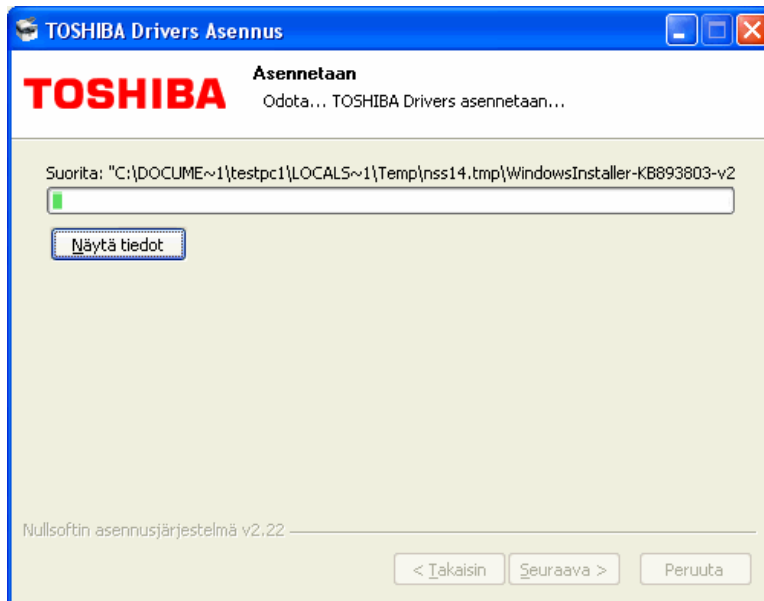 TOSHIBA Drivers Asennus
TOSHIBA
Asennetaan
Odota... TOSHIBA Drivers asennetaan...
Suorita: "C:\DOCUME~1\testpc1\LOCALS~1\Temp\nss14.tmp\WindowsInstaller-KB893803-v2
Näytä tiedot
Nullsoftin asennusjärjestelmä v2.22
< Takaisin
Seuraava >
Peruuta